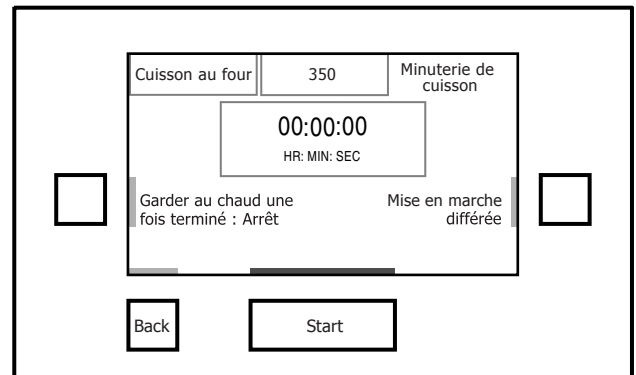 Cuisson au four
350
Minuterie de
cuisson
00:00:00
HR: MIN: SEC
Garder au chaud une
fois terminé : Arrêt
Mise en marche
différée
Back
Start